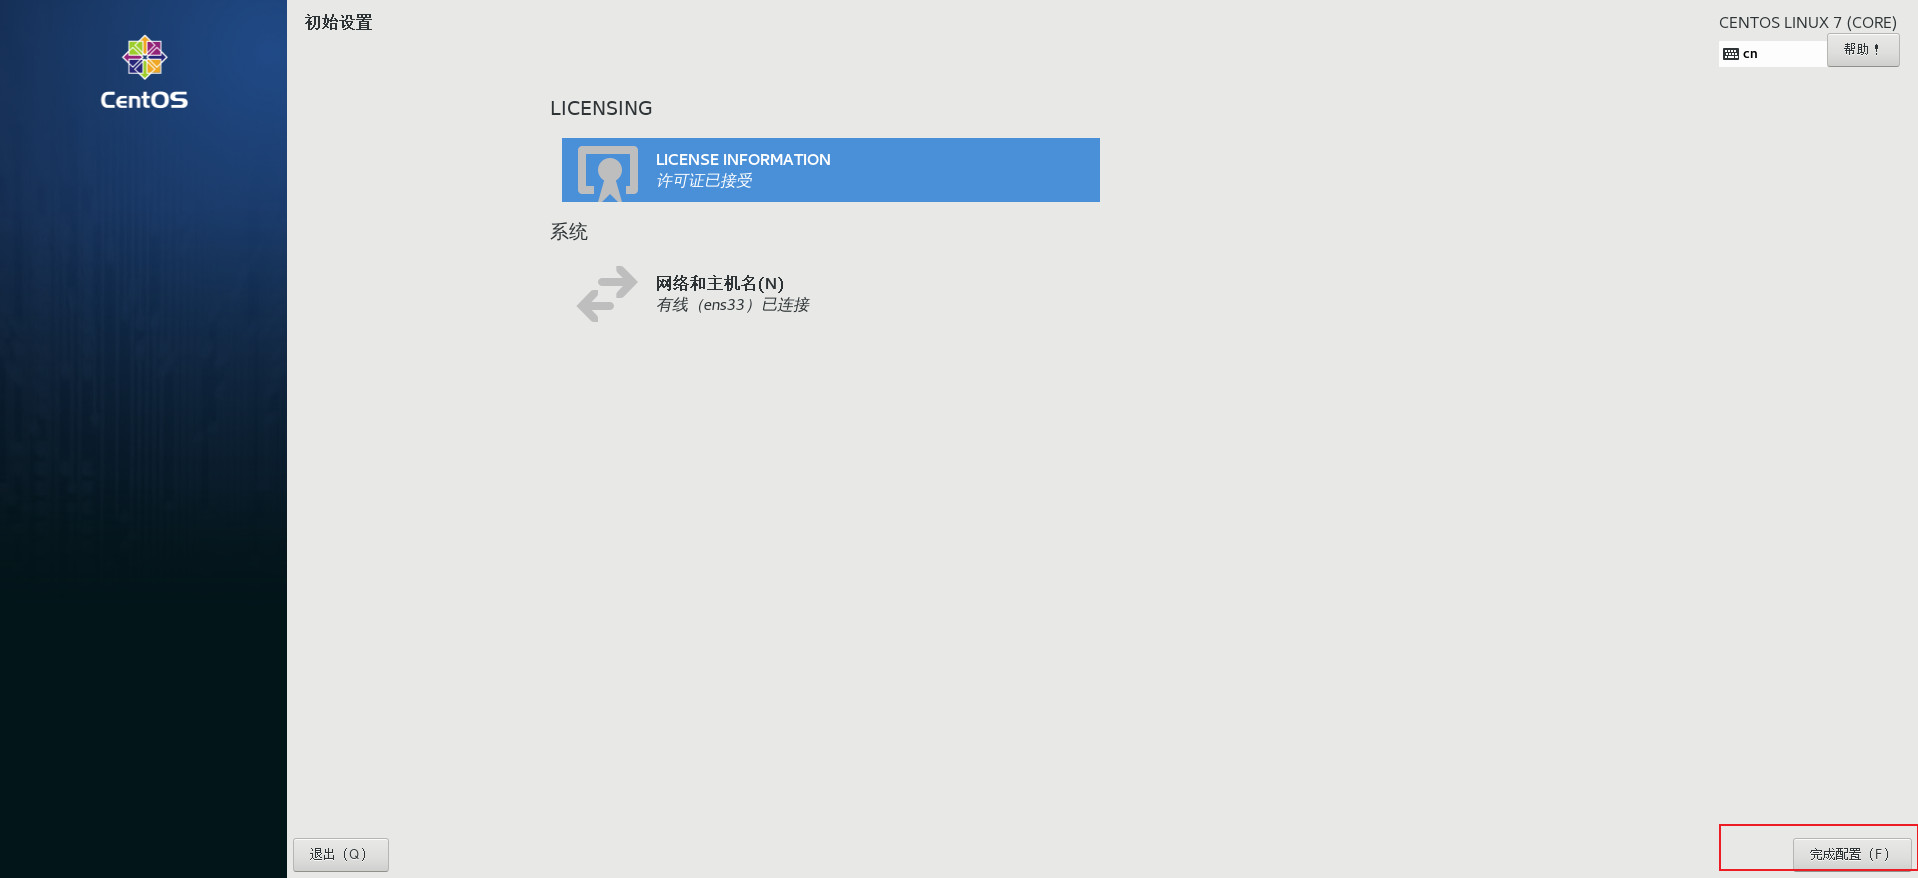 初始设置
CENTOS LINUX 7 (CORE)
cn
帮助！
CentOS
LICENSING
LICENSE INFORMATION
许可证已接受
系统
网络和主机名(N)
有线（ens33）已连接
退出（Q）
完成配置（F）